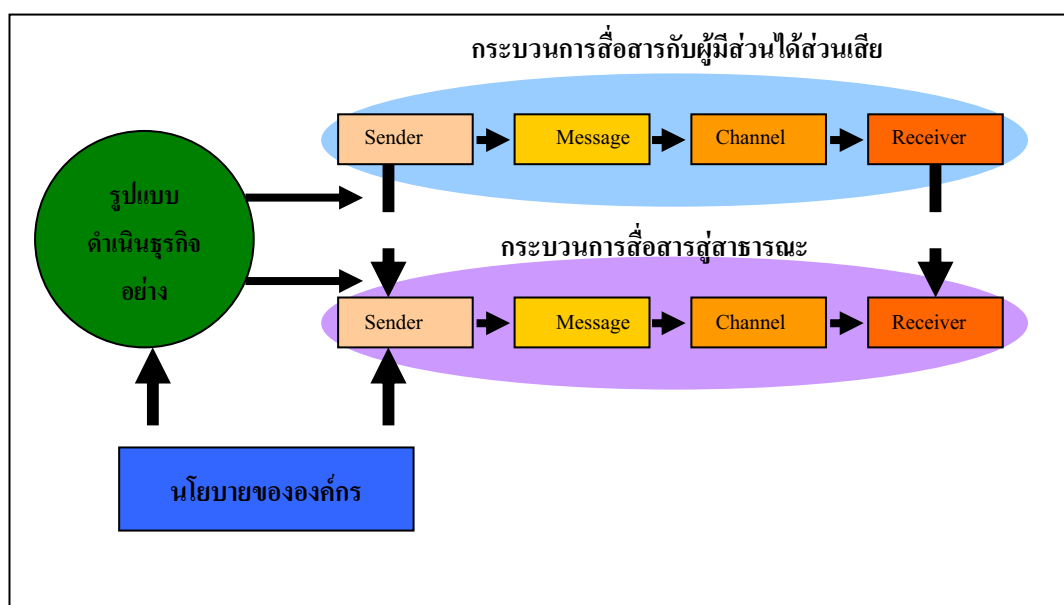 กระบวนการสื่อสารกับผู้มีส่วนได้ส่วนเสีย
Sender
Message
Channel
Receiver
รูปแบบ
ดำเนินธุรกิจ
อย่าง
กระบวนการสื่อสารสู่สาธารณะ
Sender
Message
Channel
Receiver
นโยบายขององค์กร